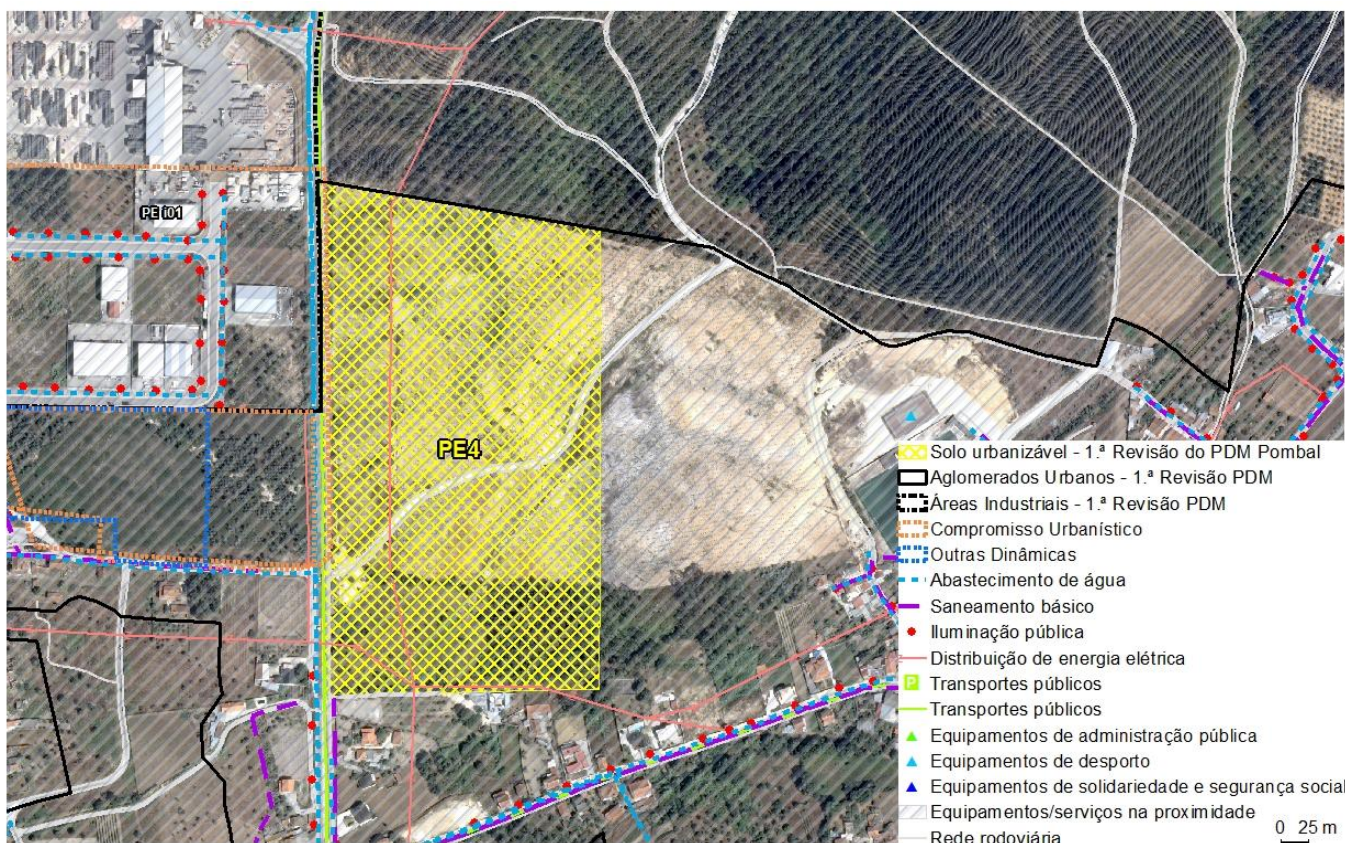 PE i01
PE4
Solo urbanizável - 1.ª Revisão do PDM Pombal
Aglomerados Urbanos - 1.ª Revisão PDM
Áreas Industriais - 1.ª Revisão PDM
Compromisso Urbanístico
Outras Dinâmicas
Abastecimento de água
Saneamento básico
Iluminação pública
Distribuição de energia elétrica
P Transportes públicos
Transportes públicos
Equipamentos de administração pública
Equipamentos de desporto
Equipamentos de solidariedade e segurança social
Equipamentos/serviços na proximidade
Rede rodoviária
0 25 m